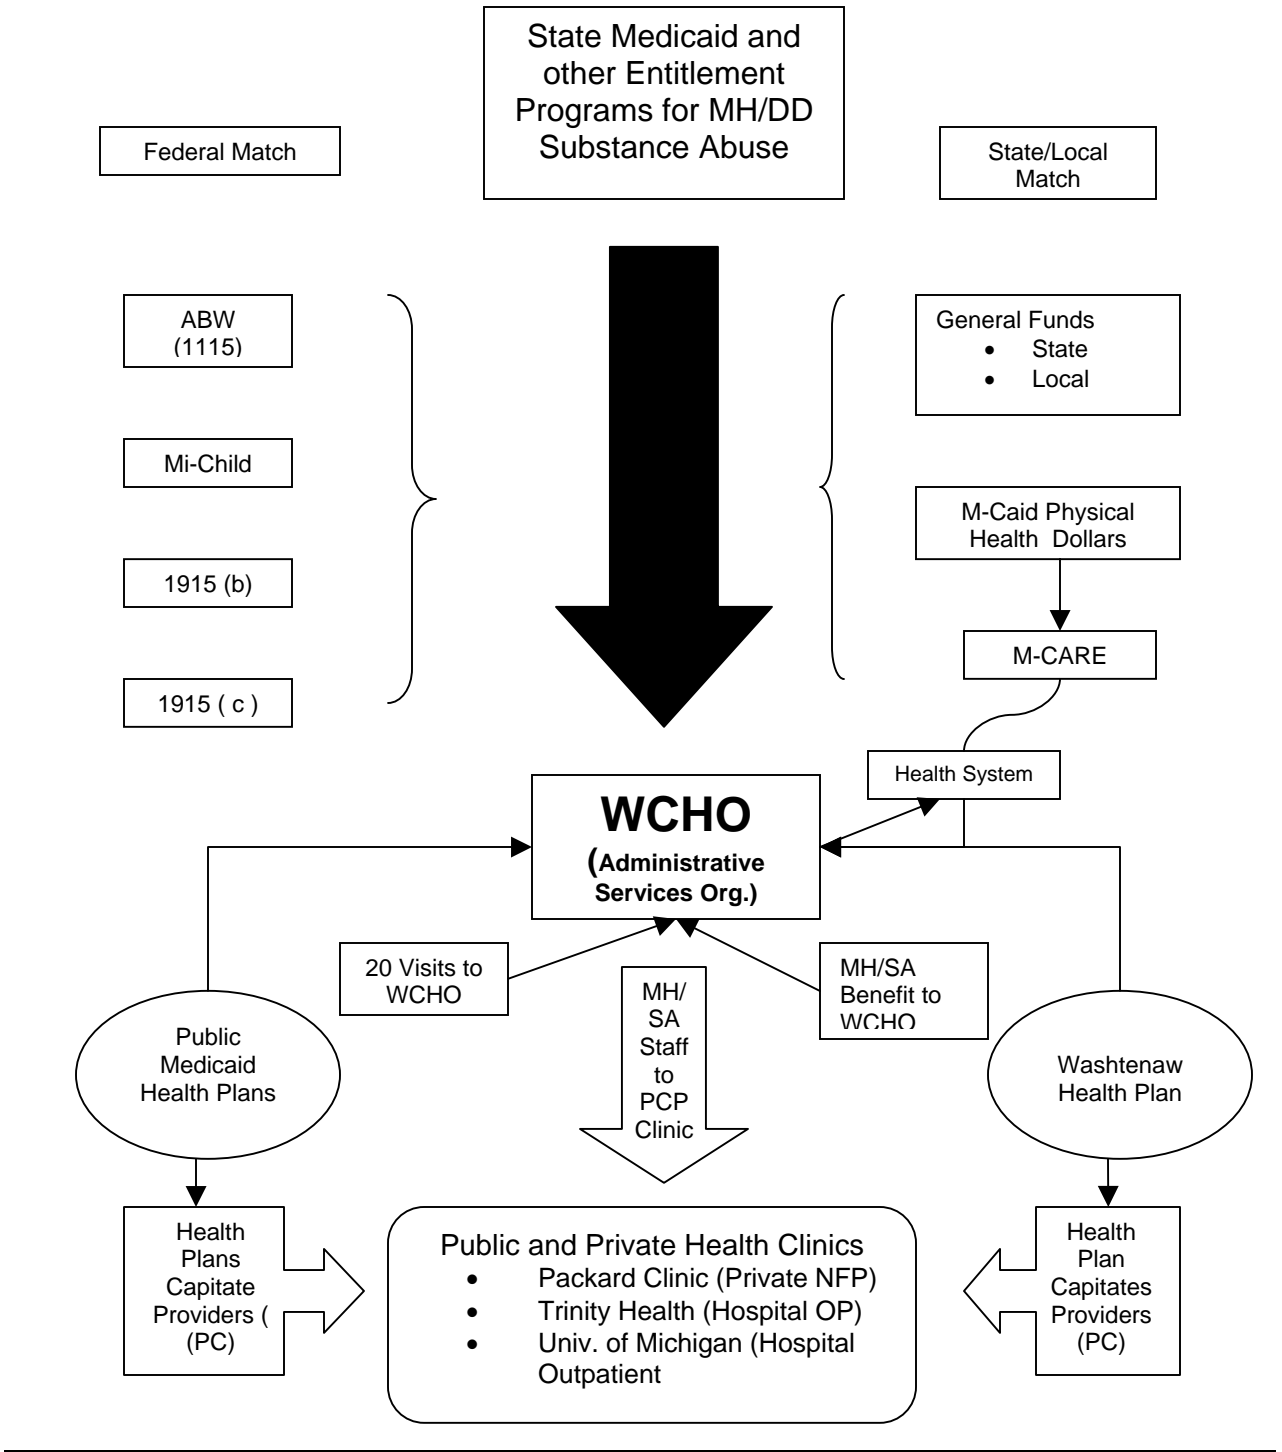 State Medicaid and
other Entitlement
Programs for MH/DD
Substance Abuse
Federal Match
State/Local
Match
ABW
(1115)
General Funds
• State
• Local
Mi-Child
M-Caid Physical
Health Dollars
1915 (b)
M-CARE
1915 ( c )
Health System
WCHO
(Administrative
Services Org.)
20 Visits to
WCHO
MH/
SA
Staff
to
PCP
Clinic
MH/SA
Benefit to
WCHO
Public
Medicaid
Health Plans
Washtenaw
Health Plan
Health
Plans
Capitate
Providers (
(PC)
Public and Private Health Clinics
• Packard Clinic (Private NFP)
• Trinity Health (Hospital OP)
• Univ. of Michigan (Hospital
Outpatient
Health
Plan
Capitates
Providers
(PC)